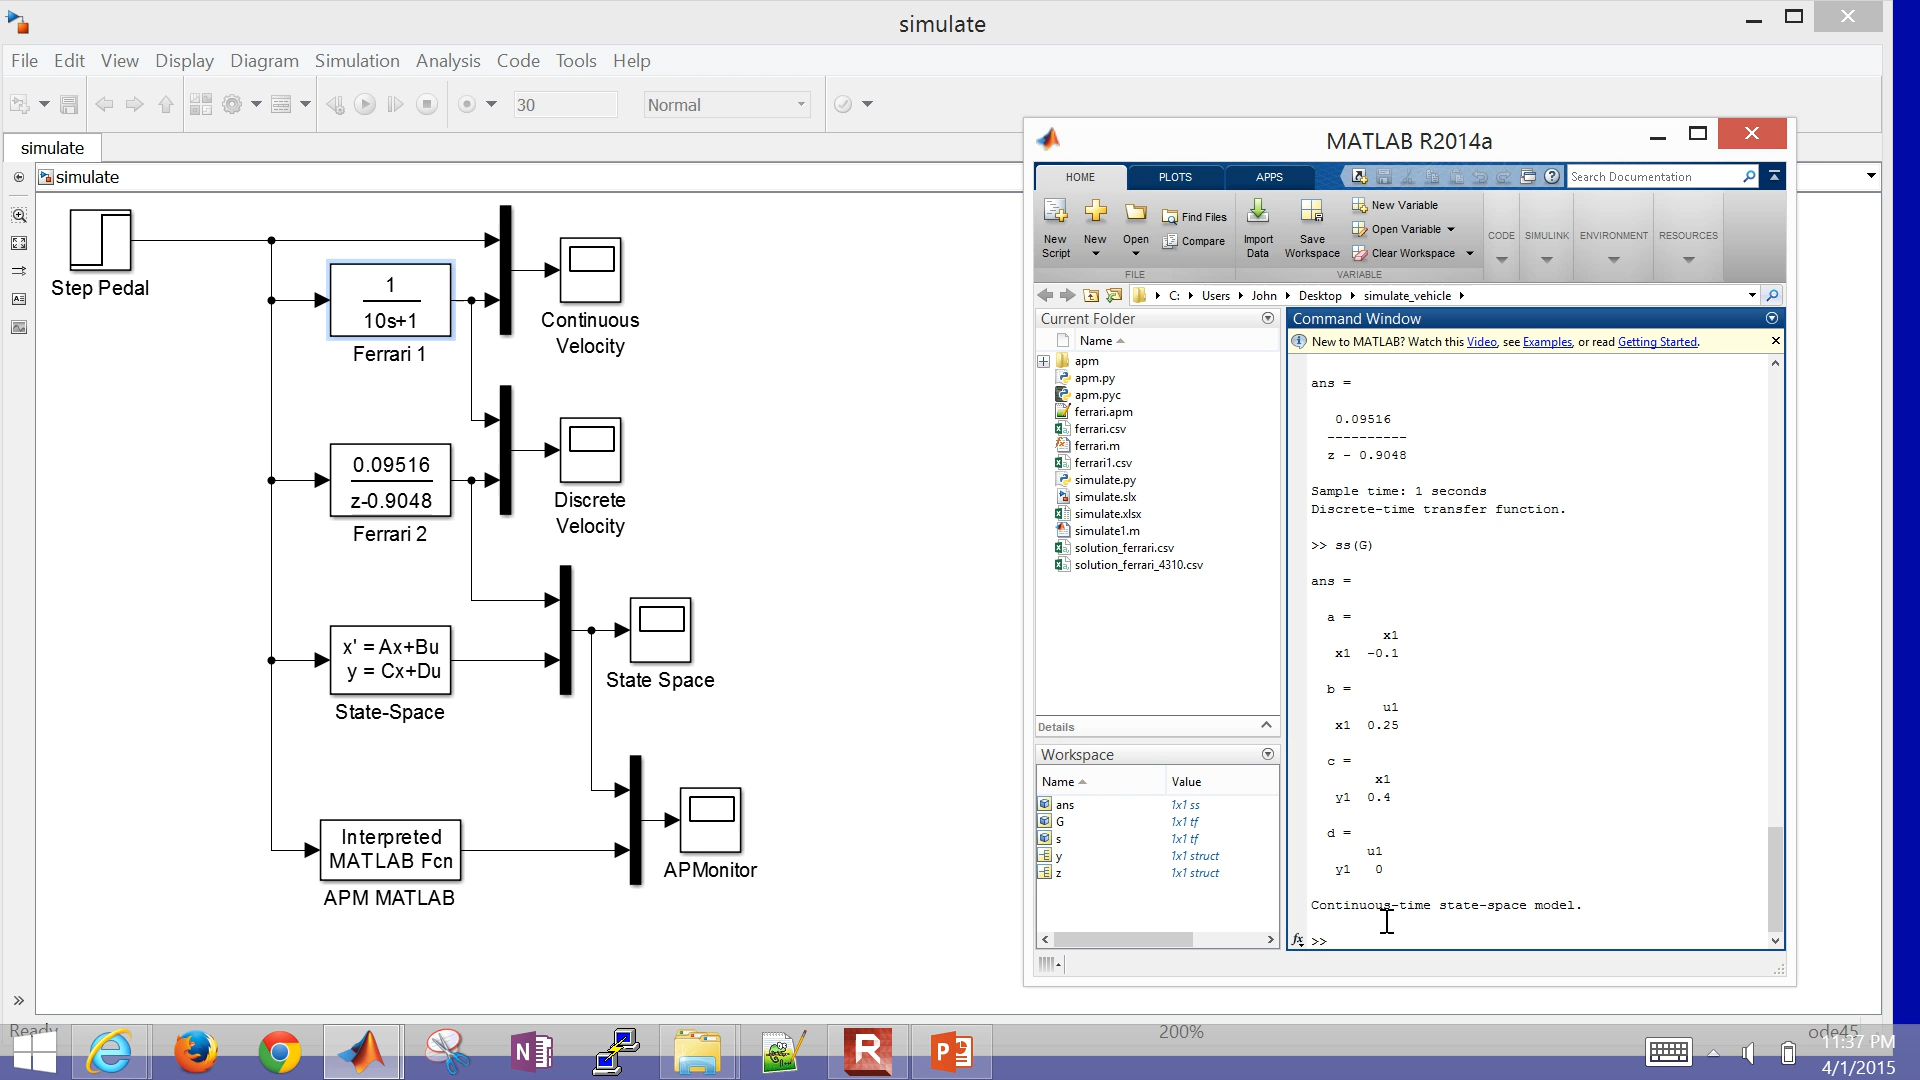 simulate
File Edit View Display Diagram Simulation Analysis Code Tools Help
30 Normal
simulate
simulate
Step Pedal
1
10s+1
Ferrari 1
Continuous
Velocity
0.09516
z-0.9048
Ferrari 2
Discrete
Velocity
x' = Ax+Bu
y = Cx+Du
State-Space
State Space
Interpreted
MATLAB Fcn
APM MATLAB
APMonitor
MATLAB R2014a
HOME PLOTS APPS
Search Documentation
New
Script
New
Open
Find Files
Compare
Import
Data
Save
Workspace
New Variable
Open Variable
Clear Workspace
CODE SIMULINK ENVIRONMENT RESOURCES
FILE VARIABLE
C: Users John Desktop simulate_vehicle
Current Folder
Name
apm
apm.py
apm.pyc
ferrari.apm
ferrari.csv
ferrari.m
ferrari1.csv
simulate.py
simulate.slx
simulate.xlsx
simulate1.m
solution_ferrari.csv
solution_ferrari_4310.csv
Details
Workspace
Name Value
ans 1x1 ss
G 1x1 tf
s 1x1 tf
y 1x1 struct
z 1x1 struct
Command Window
New to MATLAB? Watch this Video, see Examples, or read Getting Started.
ans =
0.09516
----------
z - 0.9048
Sample time: 1 seconds
Discrete-time transfer function.
>> ss(G)
ans =
a =
x1
x1 -0.1
b =
u1
x1 0.25
c =
x1
y1 0.4
d =
u1
y1 0
Continuous-time state-space model.
fx >>
Ready 200% ode45
11:37 PM
4/1/2015